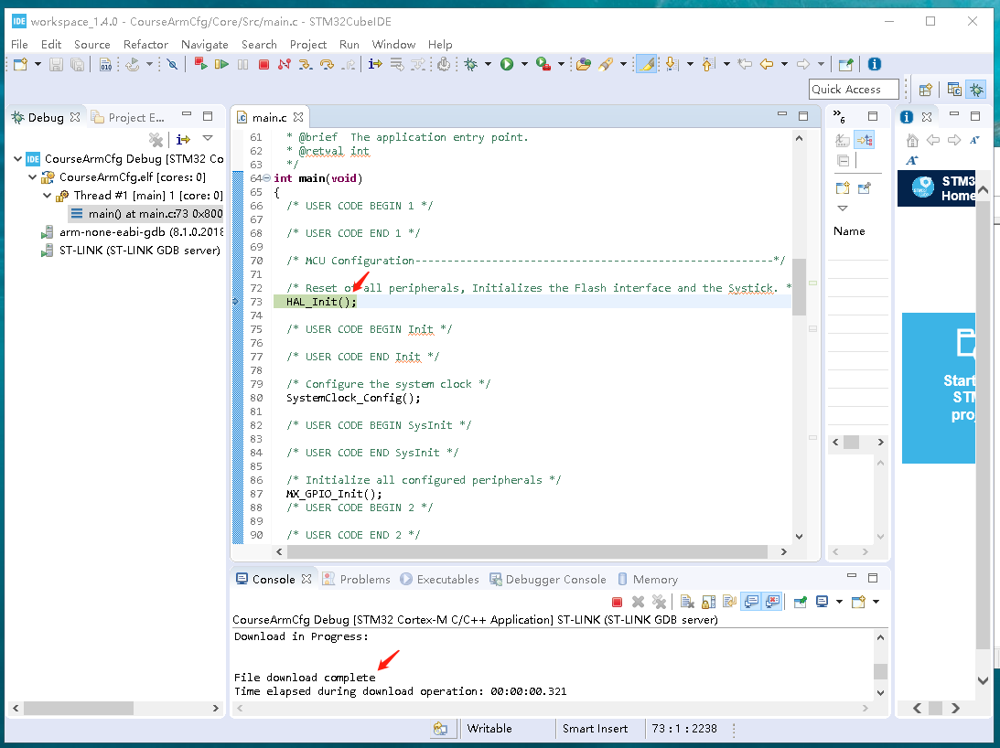 IDE workspace_1.4.0 - CourseArmCfg/Core/Src/main.c - STM32CubeIDE
File Edit Source Refactor Navigate Search Project Run Window Help
Quick Access
Debug Project E...
CourseArmCfg Debug [STM32 Co
CourseArmCfg.elf [cores: 0]
Thread #1 [main] 1 [core: 0]
main() at main.c:73 0x800
arm-none-eabi-gdb (8.1.0.2018
ST-LINK (ST-LINK GDB server)
main.c
61 * @brief The application entry point.
62 * @retval int
63 */
64 int main(void)
65 {
66 /* USER CODE BEGIN 1 */
67
68 /* USER CODE END 1 */
69
70 /* MCU Configuration--------------------------------------------------------*/
71
72 /* Reset of all peripherals, Initializes the Flash interface and the Systick. *
73 HAL_Init();
74
75 /* USER CODE BEGIN Init */
76
77 /* USER CODE END Init */
78
79 /* Configure the system clock */
80 SystemClock_Config();
81
82 /* USER CODE BEGIN SysInit */
83
84 /* USER CODE END SysInit */
85
86 /* Initialize all configured peripherals */
87 MX_GPIO_Init();
88 /* USER CODE BEGIN 2 */
89
90 /* USER CODE END 2 */
»6
Name
STM3
Home
Start
STM
proj
Console Problems Executables Debugger Console Memory
CourseArmCfg Debug [STM32 Cortex-M C/C++ Application] ST-LINK (ST-LINK GDB server)
Download in Progress:
File download complete
Time elapsed during download operation: 00:00:00.321
Writable Smart Insert 73 : 1 : 2238